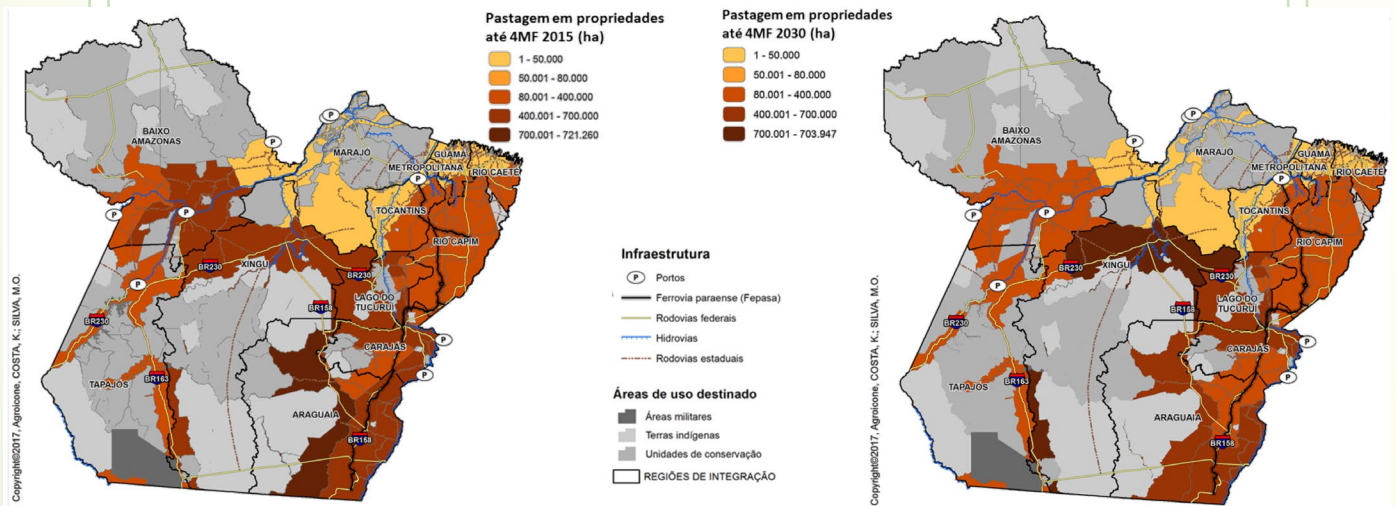 Pastagem em propriedades
até 4MF 2015 (ha)
1 - 50.000
50.001 - 80.000
80.001 - 400.000
400.001 - 700.000
700.001 - 721.260
Pastagem em propriedades
até 4MF 2030 (ha)
1 - 50.000
50.001 - 80.000
80.001 - 400.000
400.001 - 700.000
700.001 - 703.947
P
P
BAIXO
AMAZONAS
MARAJÓ
GUAMÁ
METROPOLITANA
RIO CAETÉ
P
P
P
TOCANTINS
RIO CAPIM
XINGU
BR230
BR230
P
LAGO DO
TUCURUÍ
BR230
BR158
P
CARAJÁS
P
TAPAJÓS
BR163
ARAGUAIA
BR158
Copyright©2017, Agroicone, COSTA, K.; SILVA, M.O.
Infraestrutura
P Portos
Ferrovia paraense (Fepasa)
Rodovias federais
Hidrovias
Rodovias estaduais
Áreas de uso destinado
Áreas militares
Terras indígenas
Unidades de conservação
REGIÕES DE INTEGRAÇÃO
P
P
BAIXO
AMAZONAS
MARAJÓ
GUAMÁ
METROPOLITANA
RIO CAETÉ
P
P
P
TOCANTINS
RIO CAPIM
XINGU
BR230
BR230
P
LAGO DO
TUCURUÍ
BR230
BR158
P
CARAJÁS
P
TAPAJÓS
BR163
ARAGUAIA
BR158
Copyright©2017, Agroicone, COSTA, K.; SILVA, M.O.